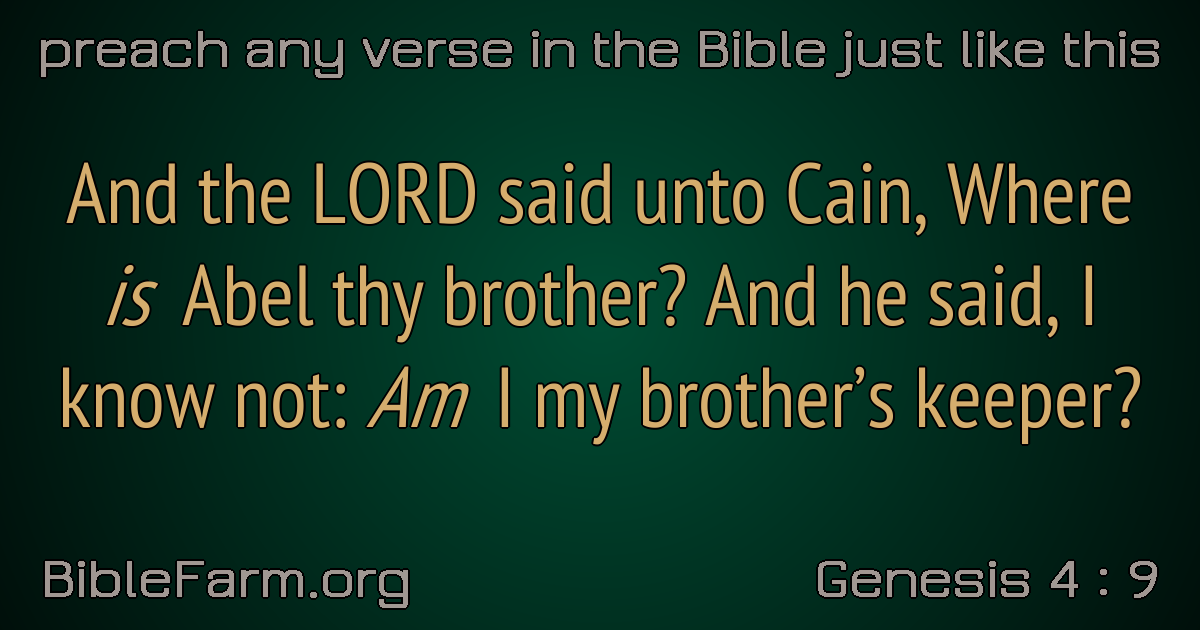 preach any verse in the Bible just like this
And the LORD said unto Cain, Where
is Abel thy brother? And he said, I
know not: Am I my brother’s keeper?
BibleFarm.org
Genesis 4 : 9